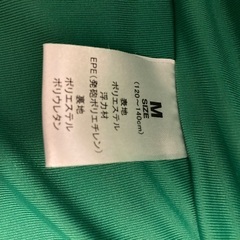 M
SIZE
(120～140cm)
表地
ポリエステル
浮力材
EPE(発砲ポリエチレン)
裏地
ポリエステル
ポリウレタン